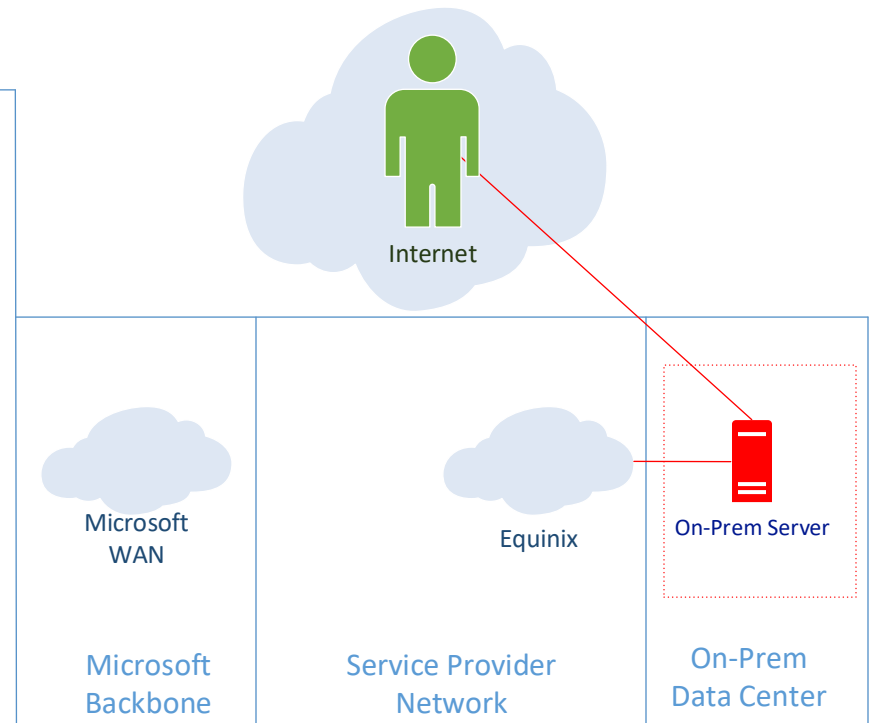 Internet
Microsoft
WAN
Equinix
On-Prem Server
Microsoft
Backbone
Service Provider
Network
On-Prem
Data Center